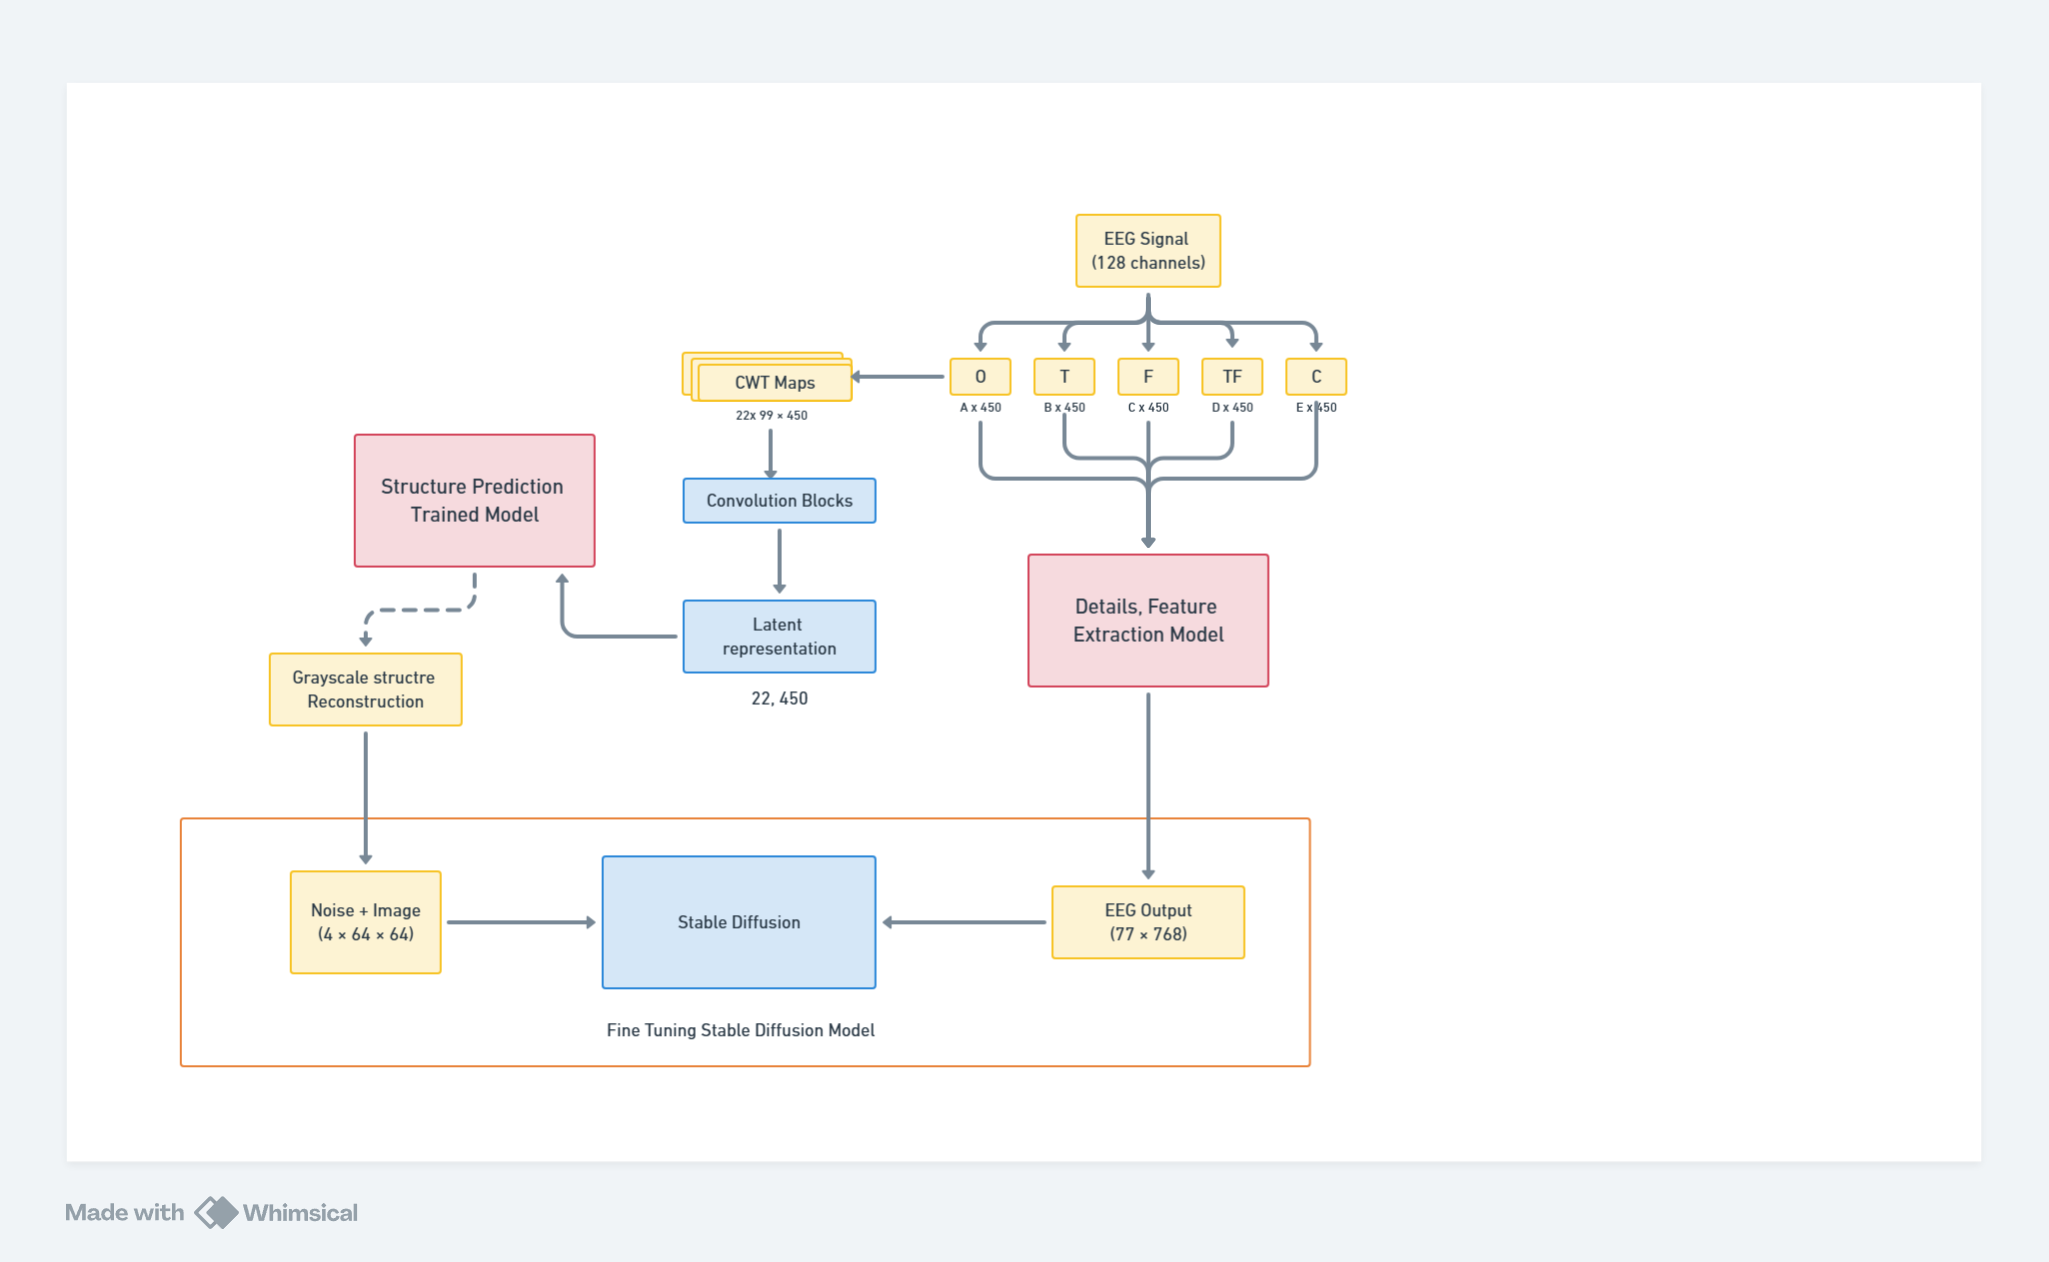 EEG Signal
(128 channels)
O
T
F
TF
C
A x 450
B x 450
C x 450
D x 450
E x 450
CWT Maps
22x 99 × 450
Structure Prediction
Trained Model
Convolution Blocks
Latent
representation
22, 450
Details, Feature
Extraction Model
Grayscale structre
Reconstruction
Noise + Image
(4 × 64 × 64)
Stable Diffusion
EEG Output
(77 × 768)
Fine Tuning Stable Diffusion Model
Made with Whimsical